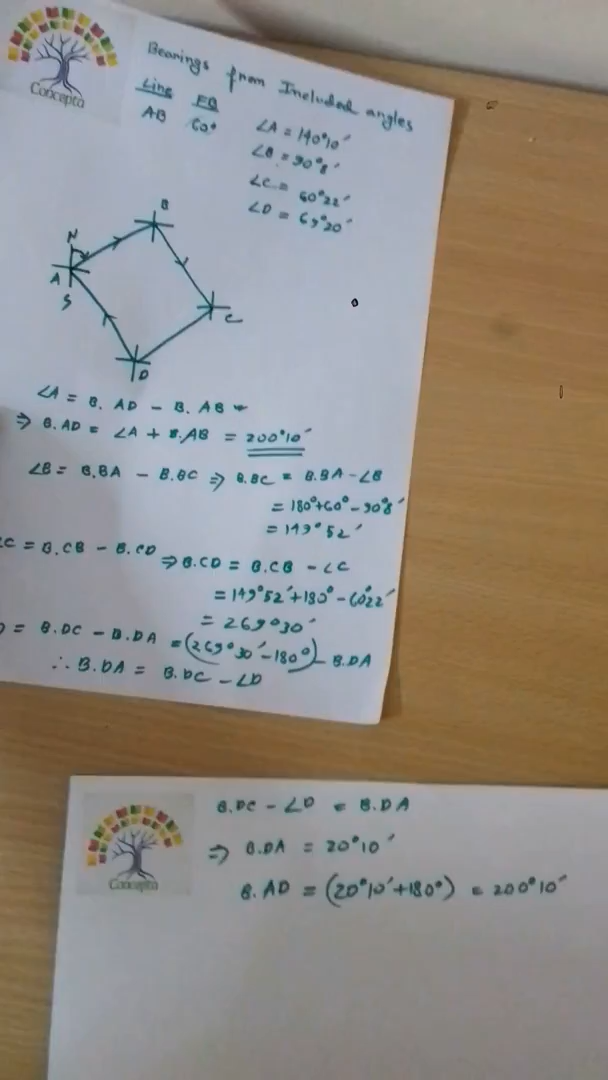 Concepta
Bearings from Included angles
Line FB
AB 60°
∠A = 140°10′
∠B = 90°8′
∠C = 60°22′
∠D = 69°20′
N
A
S
B
C
D
∠A = B.AD - B.AB
⇒ B.AD = ∠A + B.AB = 200°10′
∠B = B.BA - B.BC ⇒ B.BC = B.BA - ∠B
= 180°+60° - 90°8′
= 149°52′
∠C = B.CB - B.CD ⇒ B.CD = B.CB - ∠C
= 149°52′+180° - 60°22′
= 269°30′
= B.DC - B.DA = (269°30′-180°) - B.DA
∴ B.DA = B.DC - ∠D
Concepta
B.DC - ∠D = B.DA
⇒ B.DA = 20°10′
B.AD = (20°10′+180°) = 200°10′